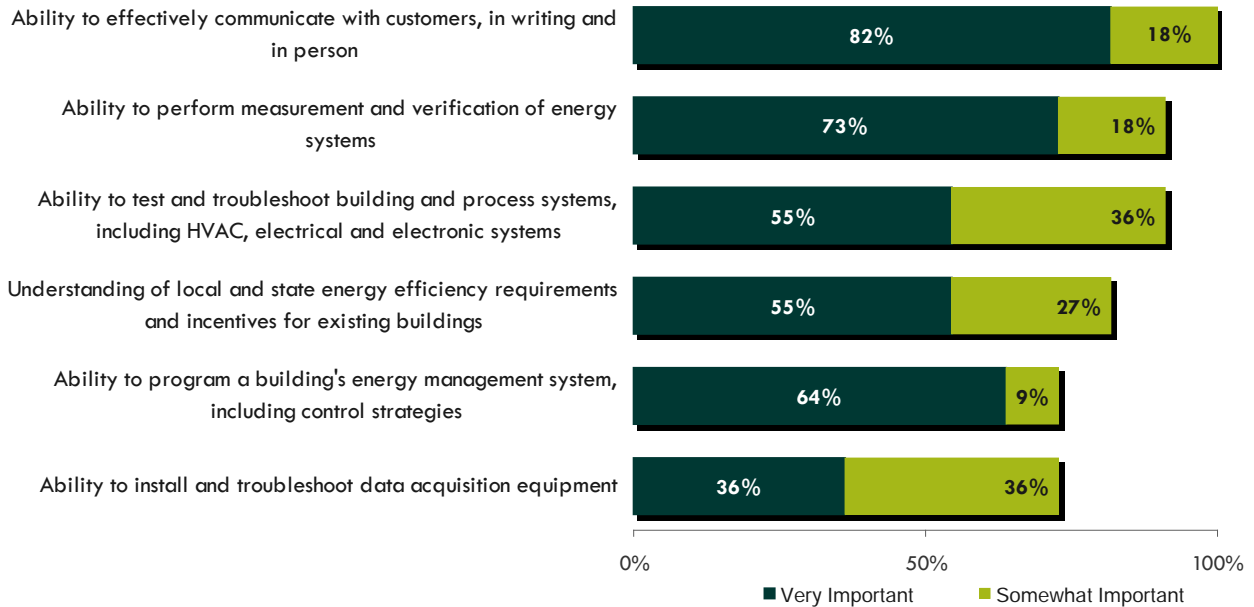 Ability to effectively communicate with customers, in writing and
in person
82%
18%
Ability to perform measurement and verification of energy
systems
73%
18%
Ability to test and troubleshoot building and process systems,
including HVAC, electrical and electronic systems
55%
36%
Understanding of local and state energy efficiency requirements
and incentives for existing buildings
55%
27%
Ability to program a building's energy management system,
including control strategies
64%
9%
Ability to install and troubleshoot data acquisition equipment
36%
36%
0%
50%
100%
Very Important
Somewhat Important